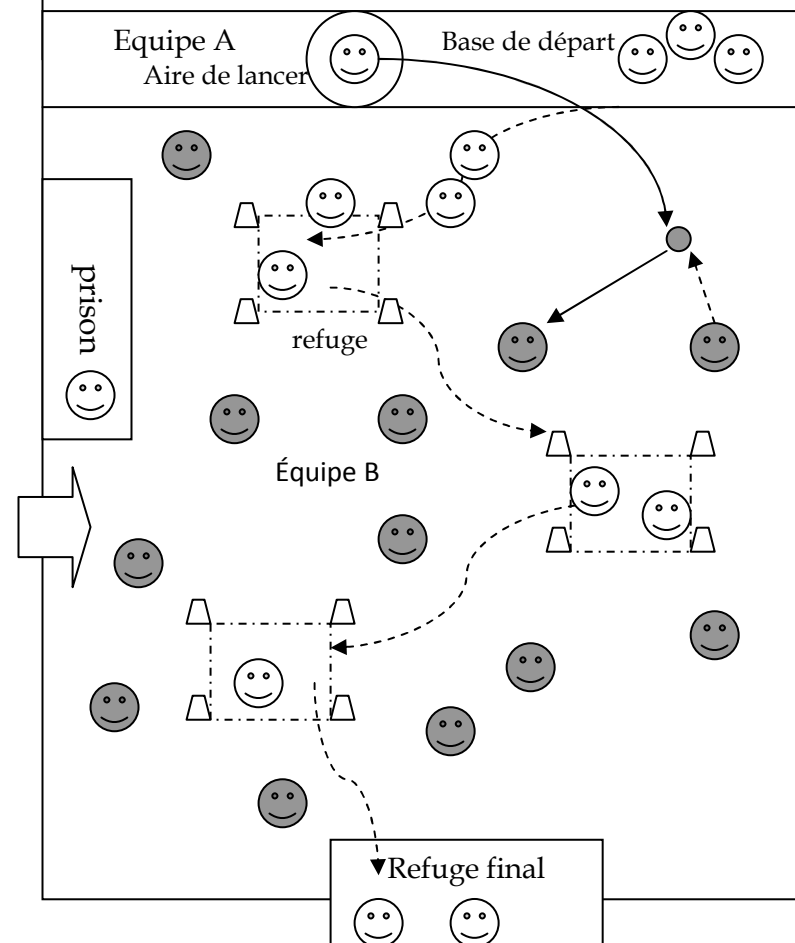 Equipe A
Base de départ
Aire de lancer
prison
refuge
Équipe B
Refuge final